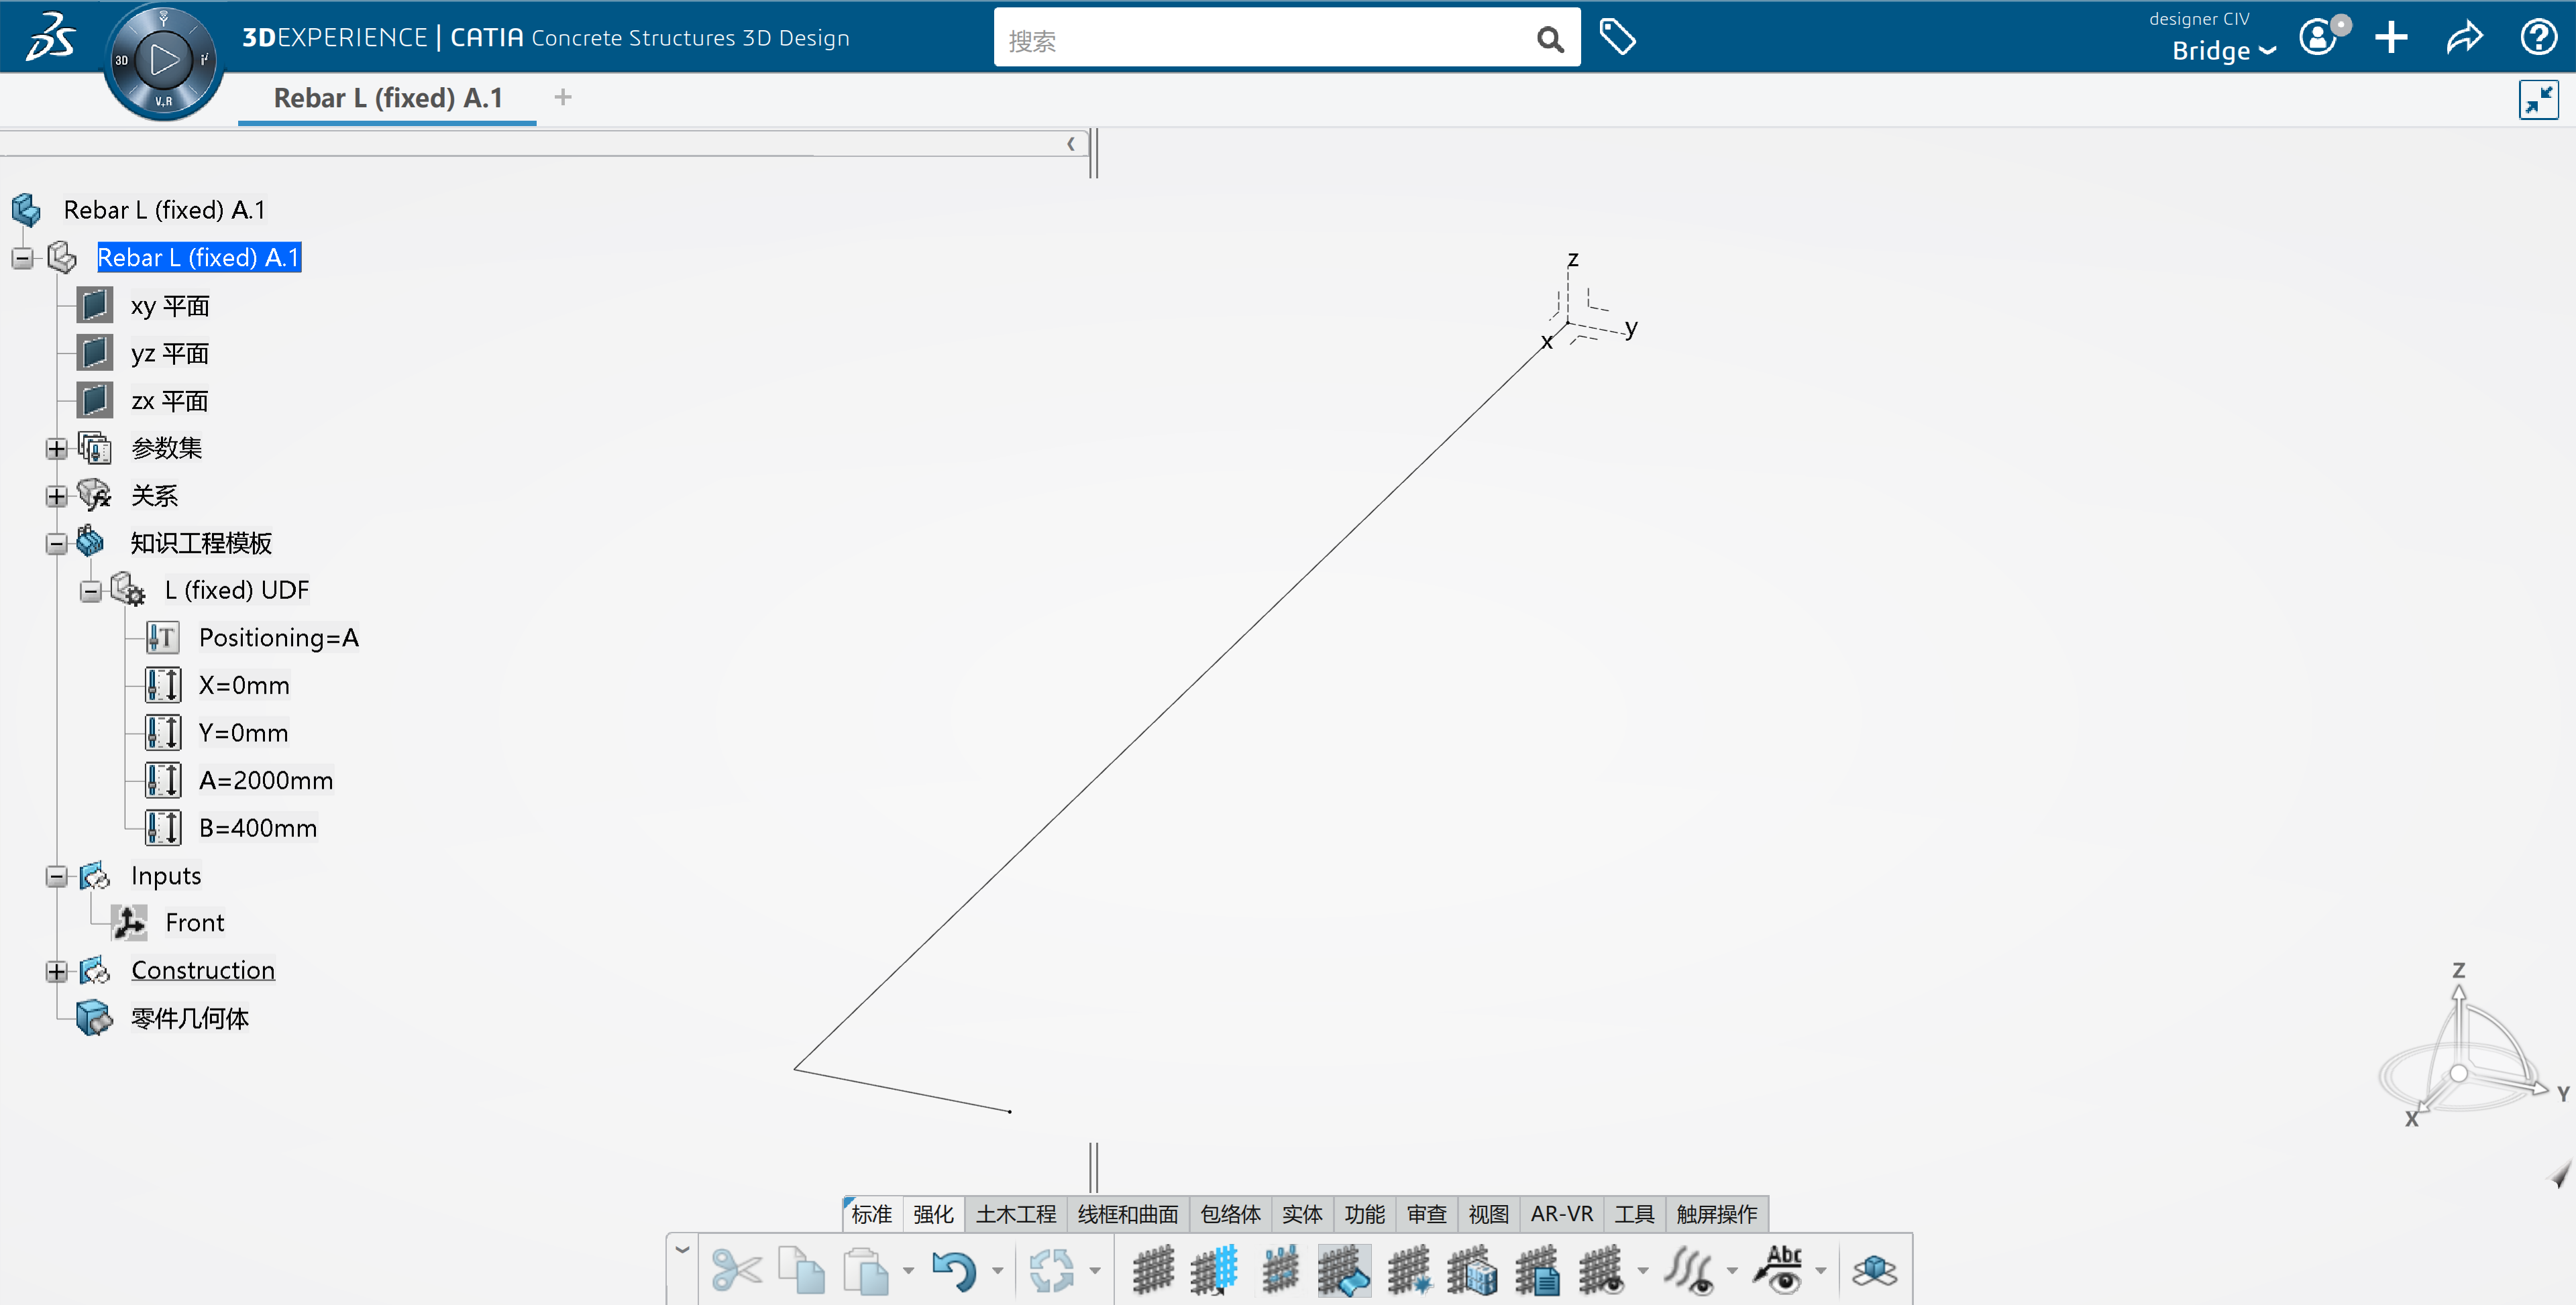 3DEXPERIENCE | CATIA Concrete Structures 3D Design
搜索
designer CIV
Bridge
3D
V,R
Rebar L (fixed) A.1
Rebar L (fixed) A.1
Rebar L (fixed) A.1
xy 平面
yz 平面
zx 平面
参数集
关系
知识工程模板
L (fixed) UDF
Positioning=A
X=0mm
Y=0mm
A=2000mm
B=400mm
Inputs
Front
Construction
零件几何体
z
y
x
Z
Y
X
标准 强化 土木工程 线框和曲面 包络体 实体 功能 审查 视图 AR-VR 工具 触屏操作
Abc